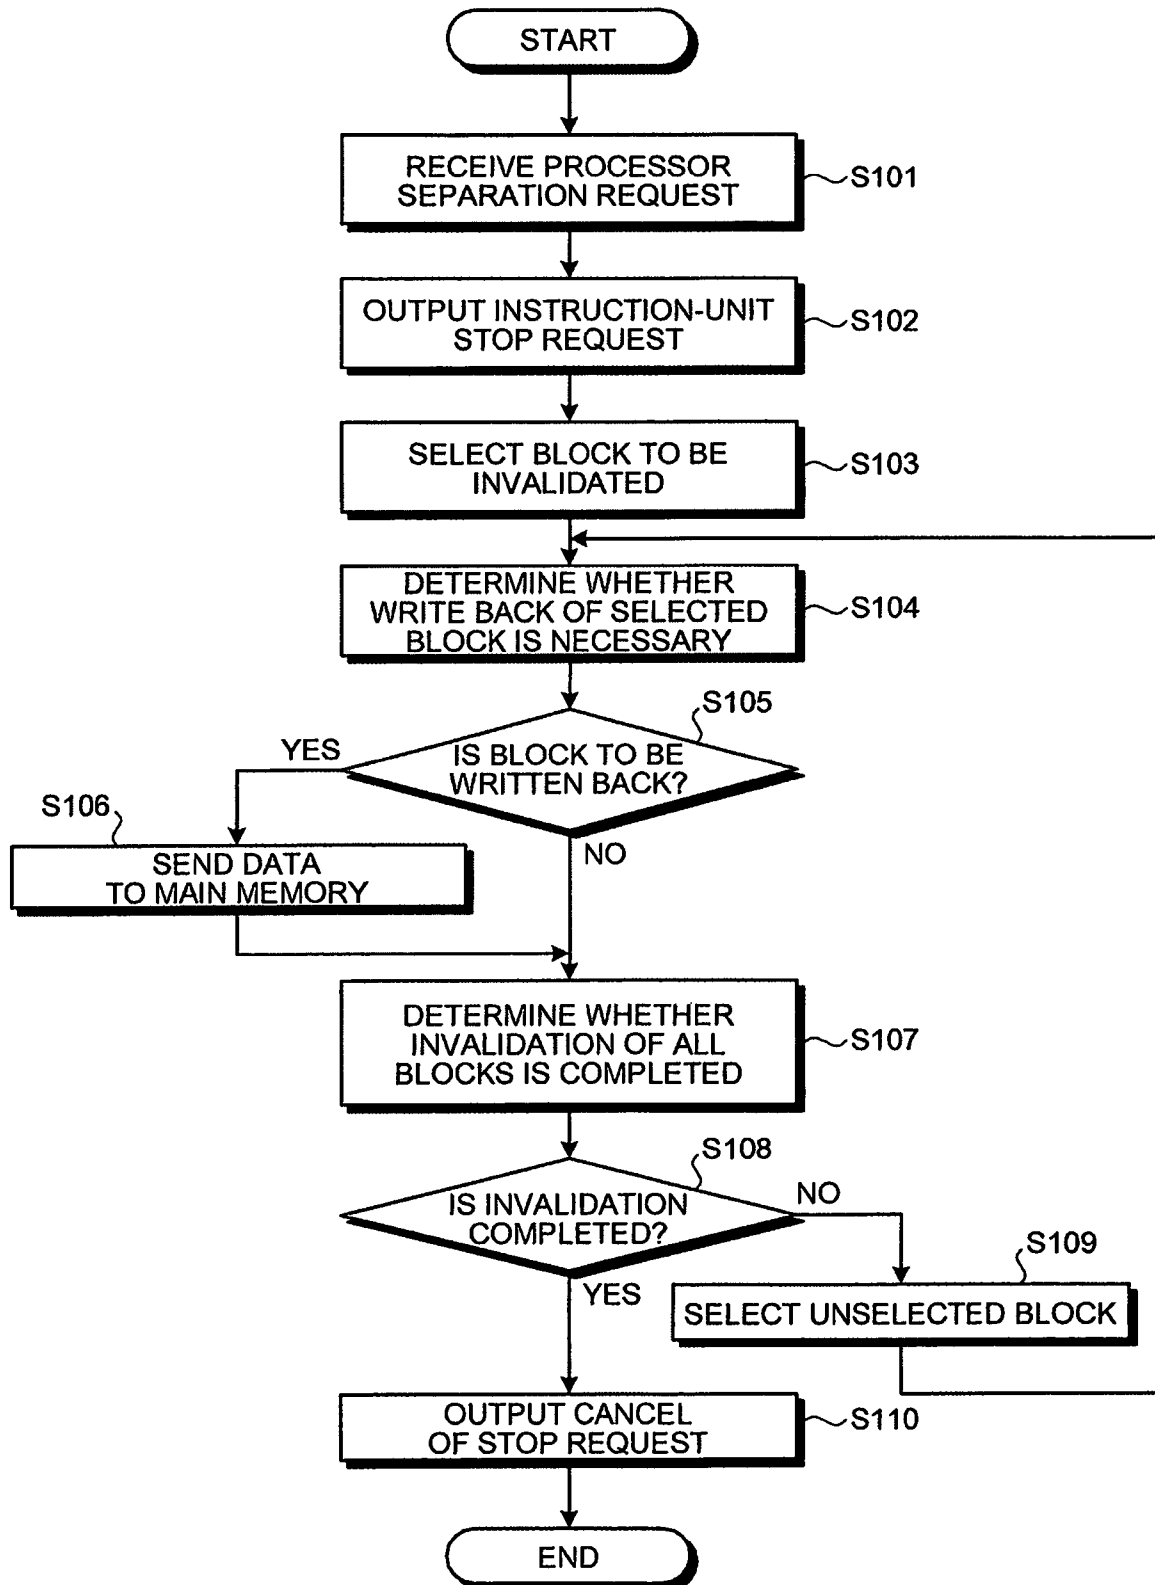 START
RECEIVE PROCESSOR
SEPARATION REQUEST
S101
OUTPUT INSTRUCTION-UNIT
STOP REQUEST
S102
SELECT BLOCK TO BE
INVALIDATED
S103
DETERMINE WHETHER
WRITE BACK OF SELECTED
BLOCK IS NECESSARY
S104
S105
YES
IS BLOCK TO BE
WRITTEN BACK?
NO
S106
SEND DATA
TO MAIN MEMORY
DETERMINE WHETHER
INVALIDATION OF ALL
BLOCKS IS COMPLETED
S107
S108
IS INVALIDATION
COMPLETED?
NO
YES
S109
SELECT UNSELECTED BLOCK
OUTPUT CANCEL
OF STOP REQUEST
S110
END